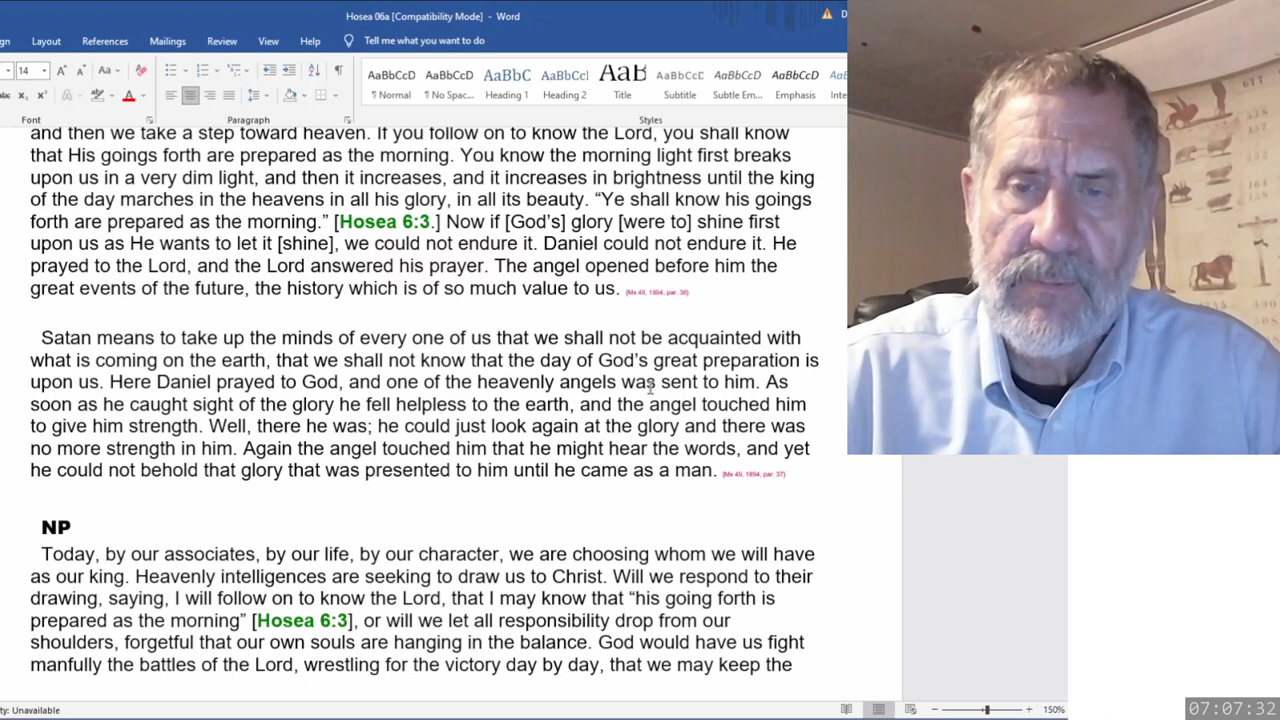 Hosea 06a [Compatibility Mode] - Word
gn Layout References Mailings Review View Help Tell me what you want to do
14 Aa
AaBbCcD AaBbCcD AaBbC AaBbCcl AaB AaBbCcD AaBbCcD AaBbCcD
¶ Normal ¶ No Spac... Heading 1 Heading 2 Title Subtitle Subtle Em... Emphasis Inte
Font Paragraph Styles
and then we take a step toward heaven. If you follow on to know the Lord, you shall know
that His goings forth are prepared as the morning. You know the morning light first breaks
upon us in a very dim light, and then it increases, and it increases in brightness until the king
of the day marches in the heavens in all his glory, in all its beauty. “Ye shall know his goings
forth are prepared as the morning.” [Hosea 6:3.] Now if [God’s] glory [were to] shine first
upon us as He wants to let it [shine], we could not endure it. Daniel could not endure it. He
prayed to the Lord, and the Lord answered his prayer. The angel opened before him the
great events of the future, the history which is of so much value to us. {Ms 49, 1894, par. 36}
Satan means to take up the minds of every one of us that we shall not be acquainted with
what is coming on the earth, that we shall not know that the day of God’s great preparation is
upon us. Here Daniel prayed to God, and one of the heavenly angels was sent to him. As
soon as he caught sight of the glory he fell helpless to the earth, and the angel touched him
to give him strength. Well, there he was; he could just look again at the glory and there was
no more strength in him. Again the angel touched him that he might hear the words, and yet
he could not behold that glory that was presented to him until he came as a man. {Ms 49, 1894, par. 37}
NP
Today, by our associates, by our life, by our character, we are choosing whom we will have
as our king. Heavenly intelligences are seeking to draw us to Christ. Will we respond to their
drawing, saying, I will follow on to know the Lord, that I may know that “his going forth is
prepared as the morning” [Hosea 6:3], or will we let all responsibility drop from our
shoulders, forgetful that our own souls are hanging in the balance. God would have us fight
manfully the battles of the Lord, wrestling for the victory day by day, that we may keep the
ty: Unavailable
150%
07:07:32